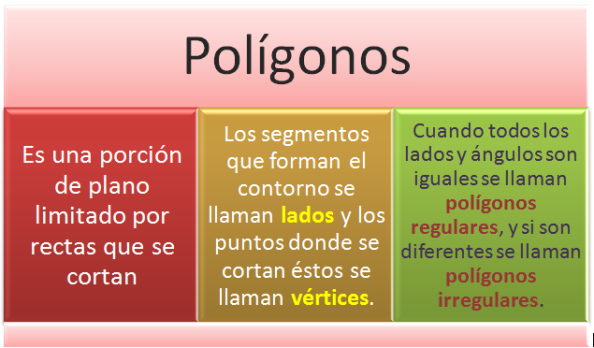 Polígonos
Es una porción
de plano
limitado por
rectas que se
cortan
Los segmentos
que forman el
contorno se
llaman lados y los
puntos donde se
cortan éstos se
llaman vértices.
Cuando todos los
lados y ángulos son
iguales se llaman
polígonos
regulares, y si son
diferentes se llaman
polígonos
irregulares.